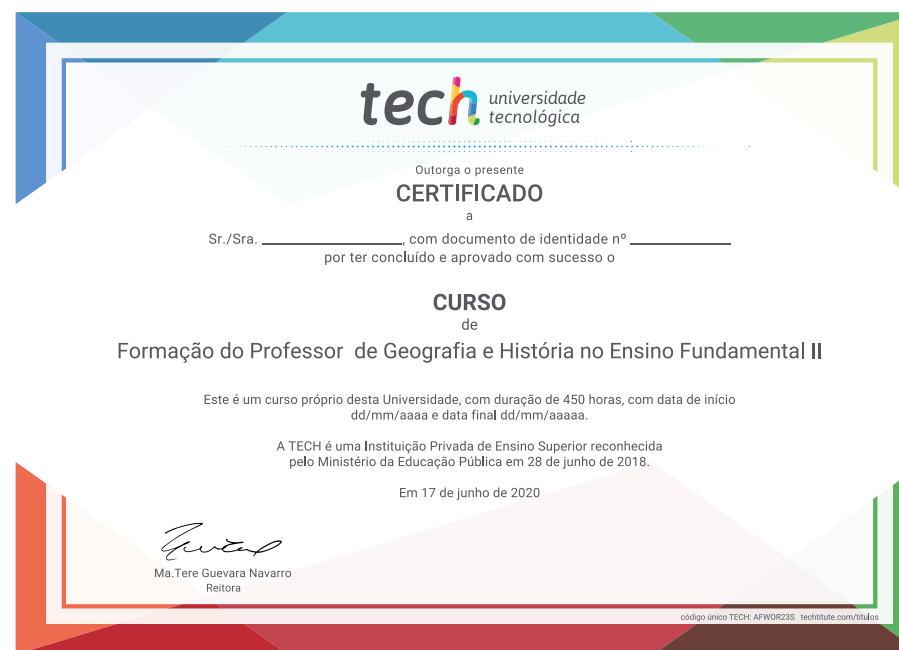 tech universidade
tecnológica
Outorga o presente
CERTIFICADO
a
Sr./Sra. ________________, com documento de identidade nº ____________
por ter concluído e aprovado com sucesso o
CURSO
de
Formação do Professor de Geografia e História no Ensino Fundamental II
Este é um curso próprio desta Universidade, com duração de 450 horas, com data de início
dd/mm/aaaa e data final dd/mm/aaaaa.
A TECH é uma Instituição Privada de Ensino Superior reconhecida
pelo Ministério da Educação Pública em 28 de junho de 2018.
Em 17 de junho de 2020
Ma.Tere Guevara Navarro
Reitora
código único TECH: AFWOR23S techtitute.com/titulos